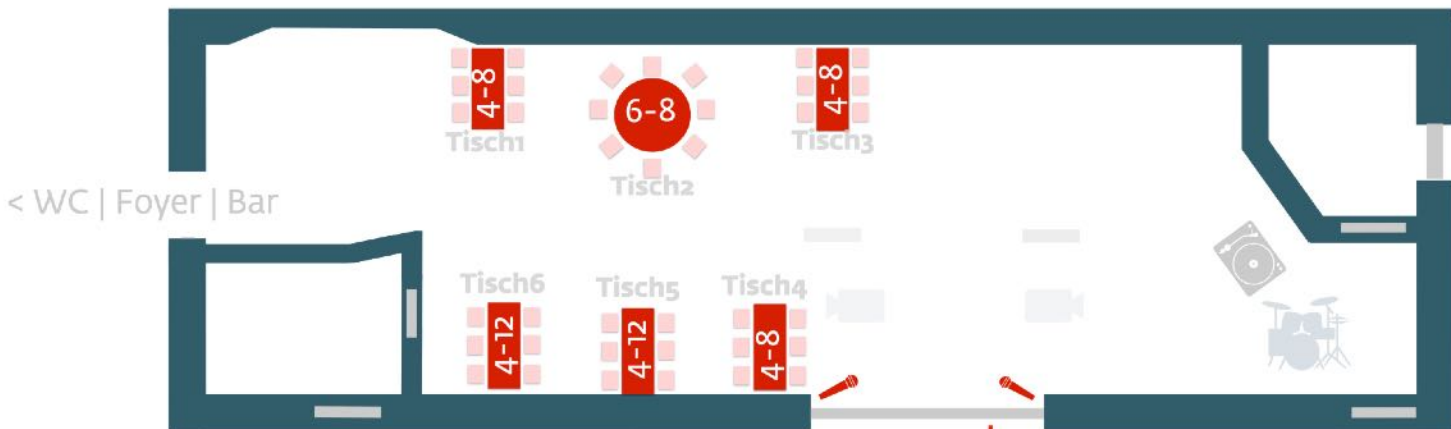 4-8
6-8
4-8
Tisch1
Tisch2
Tisch3
< WC | Foyer | Bar
Tisch6
Tisch5
Tisch4
4-12
4-12
4-8